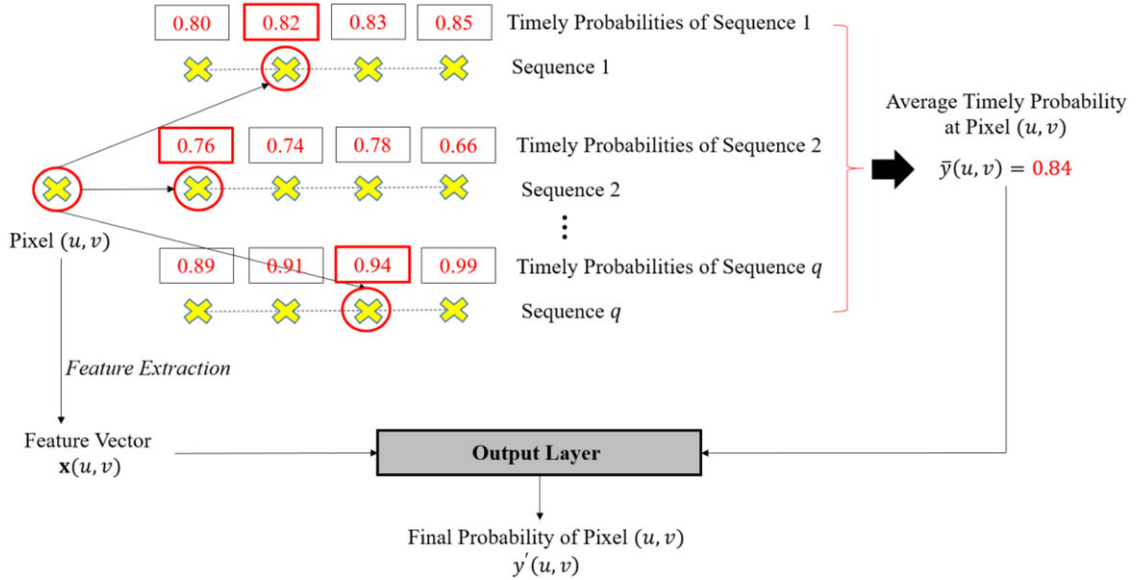 0.80 0.82 0.83 0.85 Timely Probabilities of Sequence 1
Sequence 1
0.76 0.74 0.78 0.66 Timely Probabilities of Sequence 2
Sequence 2
⋮
Pixel (u, v)
0.89 0.91 0.94 0.99 Timely Probabilities of Sequence q
Sequence q
Average Timely Probability
at Pixel (u, v)
ȳ(u, v) = 0.84
Feature Extraction
Feature Vector
x(u, v)
Output Layer
Final Probability of Pixel (u, v)
y′(u, v)